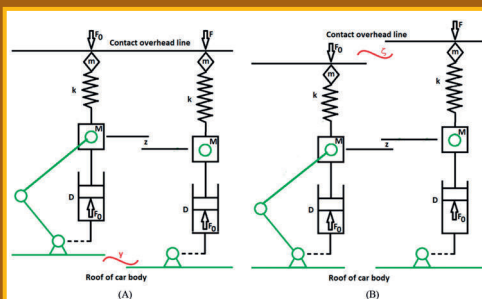 F₀
F
Contact overhead line
m
m
k
k
M
M
z
D
D
F₀
F₀
y
Roof of car body
(A)
F
Contact overhead line
ζ
F₀
m
m
k
k
M
M
z
D
D
F₀
F₀
Roof of car body
(B)